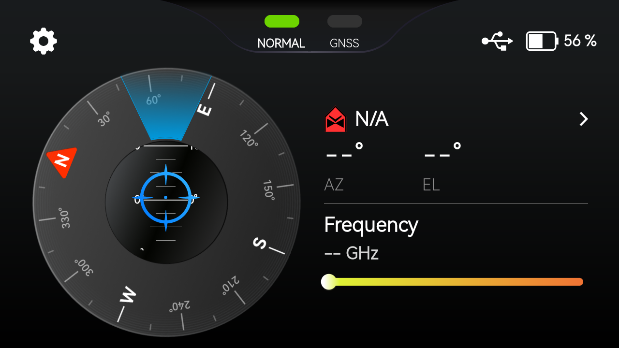 NORMAL GNSS
56 %
60°
E
30°
120°
N
150°
330°
S
300°
210°
W
240°
N/A
--° --°
AZ EL
Frequency
-- GHz